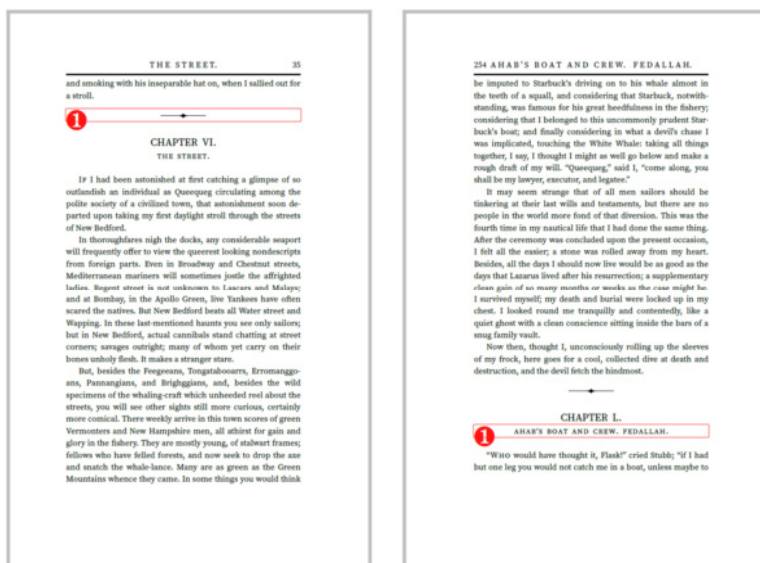 THE STREET. 35
and smoking with his inseparable hat on, when I sallied out for
a stroll.
1
CHAPTER VI.
THE STREET.
IF I had been astonished at first catching a glimpse of so
outlandish an individual as Queequeg circulating among the
polite society of a civilized town, that astonishment soon de-
parted upon taking my first daylight stroll through the streets
of New Bedford.
In thoroughfares nigh the docks, any considerable seaport
will frequently offer to view the queerest looking nondescripts
from foreign parts. Even in Broadway and Chestnut streets,
Mediterranean mariners will sometimes jostle the affrighted
ladies. Regent street is not unknown to Lascars and Malays;
and at Bombay, in the Apollo Green, live Yankees have often
scared the natives. But New Bedford beats all Water street and
Wapping. In these last-mentioned haunts you see only sailors;
but in New Bedford, actual cannibals stand chatting at street
corners; savages outright; many of whom yet carry on their
bones unholy flesh. It makes a stranger stare.
But, besides the Feegeeans, Tongatabooarrs, Erromanggo-
ans, Pannangians, and Brighggians, and, besides the wild
specimens of the whaling-craft which unheeded reel about the
streets, you will see other sights still more curious, certainly
more comical. There weekly arrive in this town scores of green
Vermonters and New Hampshire men, all athirst for gain and
glory in the fishery. They are mostly young, of stalwart frames;
fellows who have felled forests, and now seek to drop the axe
and snatch the whale-lance. Many are as green as the Green
Mountains whence they came. In some things you would think
254 AHAB'S BOAT AND CREW. FEDALLAH.
be imputed to Starbuck's driving on to his whale almost in
the teeth of a squall, and considering that Starbuck, notwith-
standing, was famous for his great heedfulness in the fishery;
considering that I belonged to this uncommonly prudent Star-
buck's boat; and finally considering in what a devil's chase I
was implicated, touching the White Whale: taking all things
together, I say, I thought I might as well go below and make a
rough draft of my will. "Queequeg," said I, "come along, you
shall be my lawyer, executor, and legatee."
It may seem strange that of all men sailors should be
tinkering at their last wills and testaments, but there are no
people in the world more fond of that diversion. This was the
fourth time in my nautical life that I had done the same thing.
After the ceremony was concluded upon the present occasion,
I felt all the easier; a stone was rolled away from my heart.
Besides, all the days I should now live would be as good as the
days that Lazarus lived after his resurrection; a supplementary
clean gain of so many months or weeks as the case might be.
I survived myself; my death and burial were locked up in my
chest. I looked round me tranquilly and contentedly, like a
quiet ghost with a clean conscience sitting inside the bars of a
snug family vault.
Now then, thought I, unconsciously rolling up the sleeves
of my frock, here goes for a cool, collected dive at death and
destruction, and the devil fetch the hindmost.
CHAPTER L.
1 AHAB'S BOAT AND CREW. FEDALLAH.
"WHO would have thought it, Flask!" cried Stubb; "if I had
but one leg you would not catch me in a boat, unless maybe to